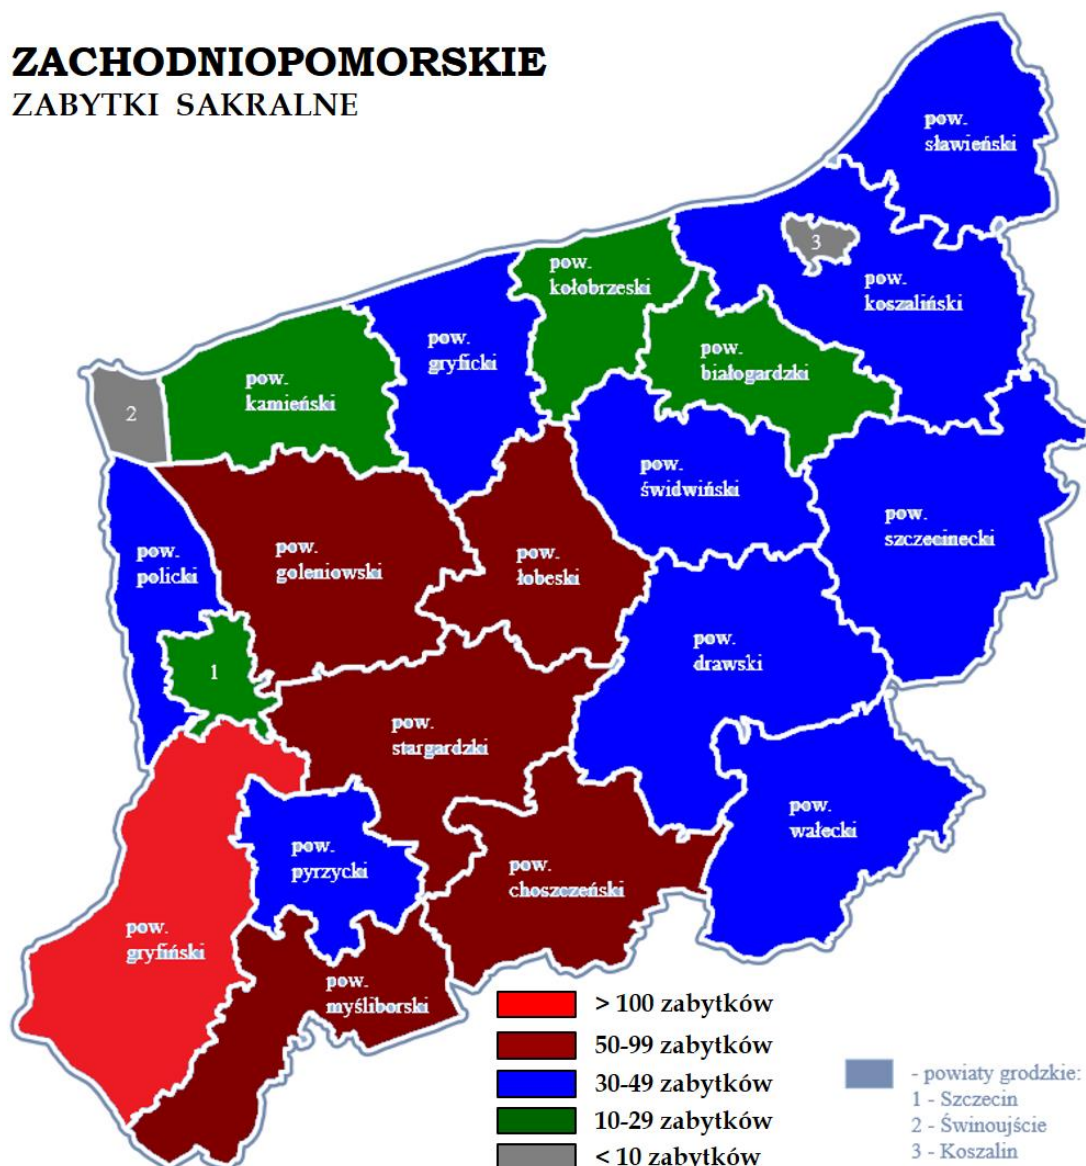 ZACHODNIOPOMORSKIE
ZABYTKI SAKRALNE
pow.
sławieński
3
pow.
koszaliński
pow.
kołobrzeski
pow.
białogardzki
pow.
gryficki
pow.
kamieński
2
pow.
świdwiński
pow.
szczecinecki
pow.
policki
pow.
goleniowski
pow.
łobeski
1
pow.
drawski
pow.
stargardzki
pow.
wałecki
pow.
pyrzycki
pow.
choszczeński
pow.
gryfiński
pow.
myśliborski
> 100 zabytków
50-99 zabytków
30-49 zabytków
10-29 zabytków
< 10 zabytków
- powiaty grodzkie:
1 - Szczecin
2 - Świnoujście
3 - Koszalin